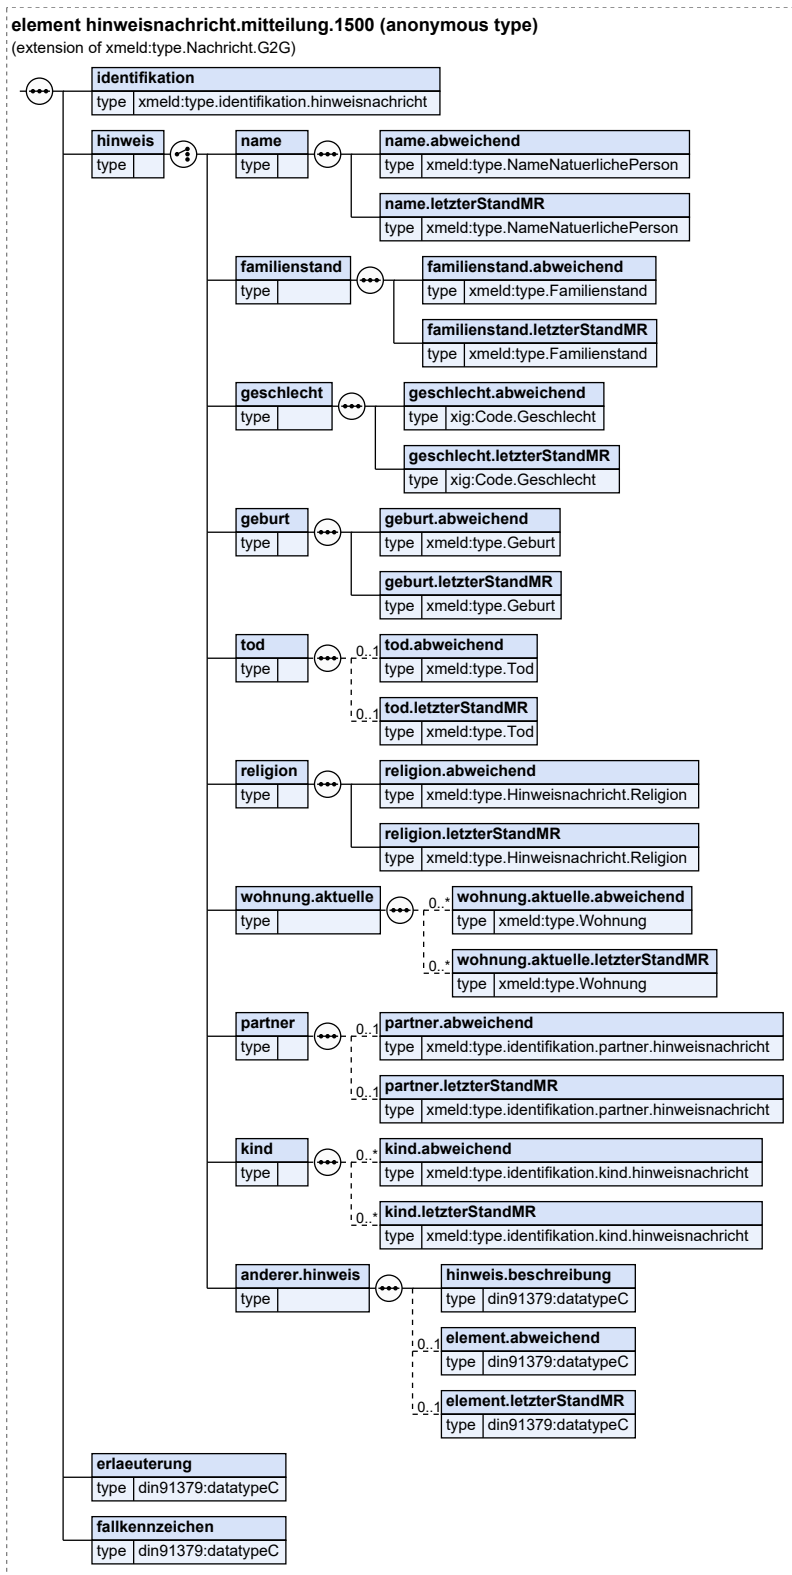 element hinweisnachricht.mitteilung.1500 (anonymous type)
(extension of xmeld:type.Nachricht.G2G)
identifikation
type xmeld:type.identifikation.hinweisnachricht
hinweis
type
name
type
name.abweichend
type xmeld:type.NameNatuerlichePerson
name.letzterStandMR
type xmeld:type.NameNatuerlichePerson
familienstand
type
familienstand.abweichend
type xmeld:type.Familienstand
familienstand.letzterStandMR
type xmeld:type.Familienstand
geschlecht
type
geschlecht.abweichend
type xig:Code.Geschlecht
geschlecht.letzterStandMR
type xig:Code.Geschlecht
geburt
type
geburt.abweichend
type xmeld:type.Geburt
geburt.letzterStandMR
type xmeld:type.Geburt
tod
type
0..1 tod.abweichend
type xmeld:type.Tod
0..1 tod.letzterStandMR
type xmeld:type.Tod
religion
type
religion.abweichend
type xmeld:type.Hinweisnachricht.Religion
religion.letzterStandMR
type xmeld:type.Hinweisnachricht.Religion
wohnung.aktuelle
type
0..* wohnung.aktuelle.abweichend
type xmeld:type.Wohnung
0..* wohnung.aktuelle.letzterStandMR
type xmeld:type.Wohnung
partner
type
0..1 partner.abweichend
type xmeld:type.identifikation.partner.hinweisnachricht
0..1 partner.letzterStandMR
type xmeld:type.identifikation.partner.hinweisnachricht
kind
type
0..* kind.abweichend
type xmeld:type.identifikation.kind.hinweisnachricht
0..* kind.letzterStandMR
type xmeld:type.identifikation.kind.hinweisnachricht
anderer.hinweis
type
hinweis.beschreibung
type din91379:datatypeC
0..1 element.abweichend
type din91379:datatypeC
0..1 element.letzterStandMR
type din91379:datatypeC
erlaeuterung
type din91379:datatypeC
fallkennzeichen
type din91379:datatypeC